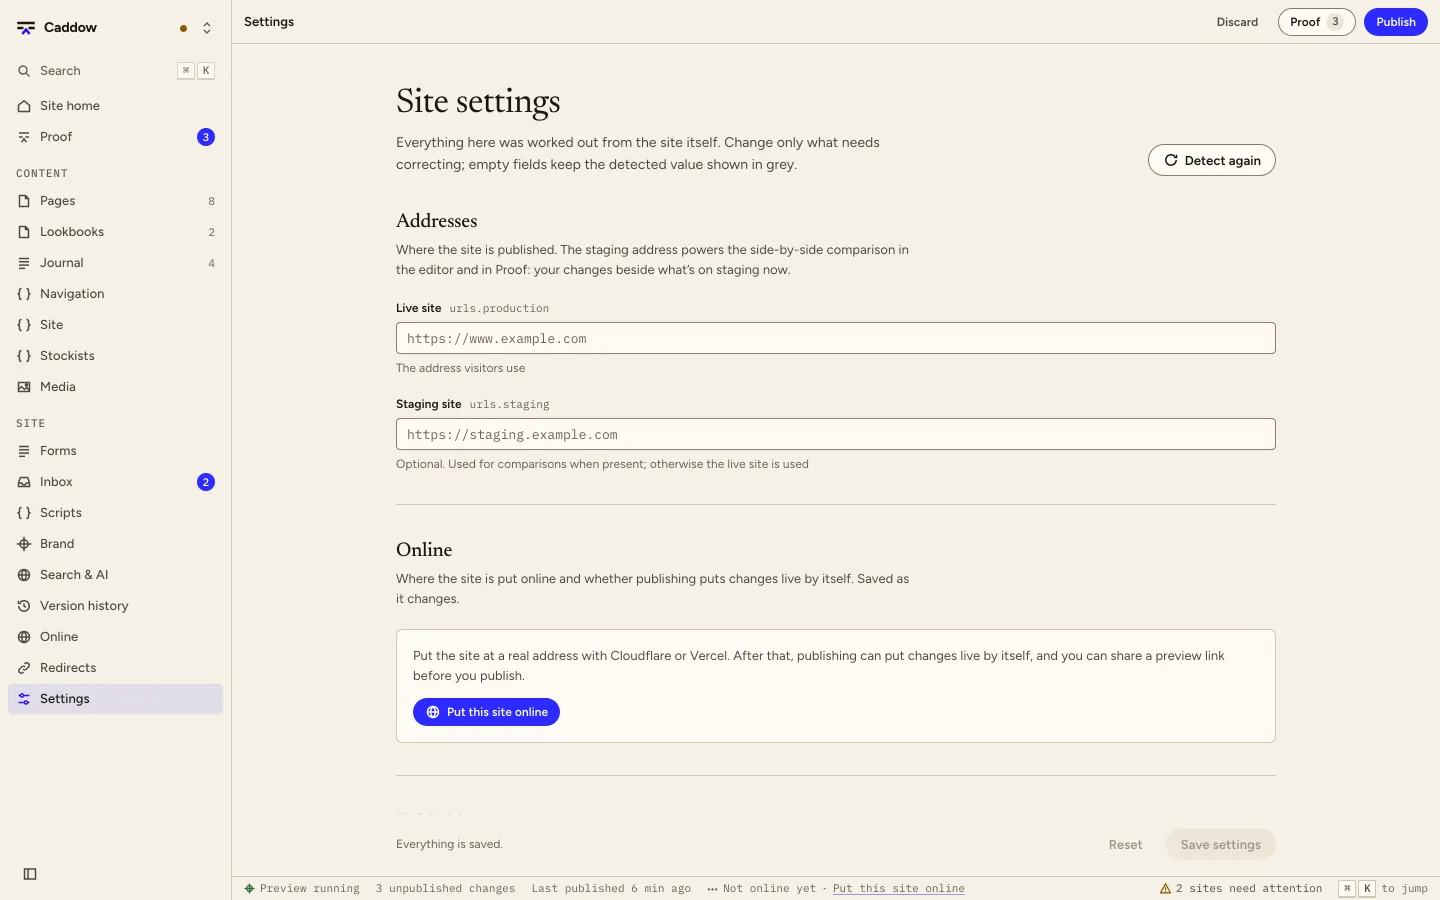 Caddow
Search ⌘ K
Site home
Proof 3
CONTENT
Pages 8
Lookbooks 2
Journal 4
Navigation
Site
Stockists
Media
SITE
Forms
Inbox 2
Scripts
Brand
Search & AI
Version history
Online
Redirects
Settings
Settings
Discard
Proof 3
Publish
Site settings
Everything here was worked out from the site itself. Change only what needs
correcting; empty fields keep the detected value shown in grey.
Detect again
Addresses
Where the site is published. The staging address powers the side-by-side comparison in
the editor and in Proof: your changes beside what's on staging now.
Live site urls.production
https://www.example.com
The address visitors use
Staging site urls.staging
https://staging.example.com
Optional. Used for comparisons when present; otherwise the live site is used
Online
Where the site is put online and whether publishing puts changes live by itself. Saved as
it changes.
Put the site at a real address with Cloudflare or Vercel. After that, publishing can put changes live by itself, and you can share a preview link
before you publish.
Put this site online
Everything is saved.
Reset
Save settings
Preview running 3 unpublished changes Last published 6 min ago ••• Not online yet · Put this site online
2 sites need attention ⌘ K to jump